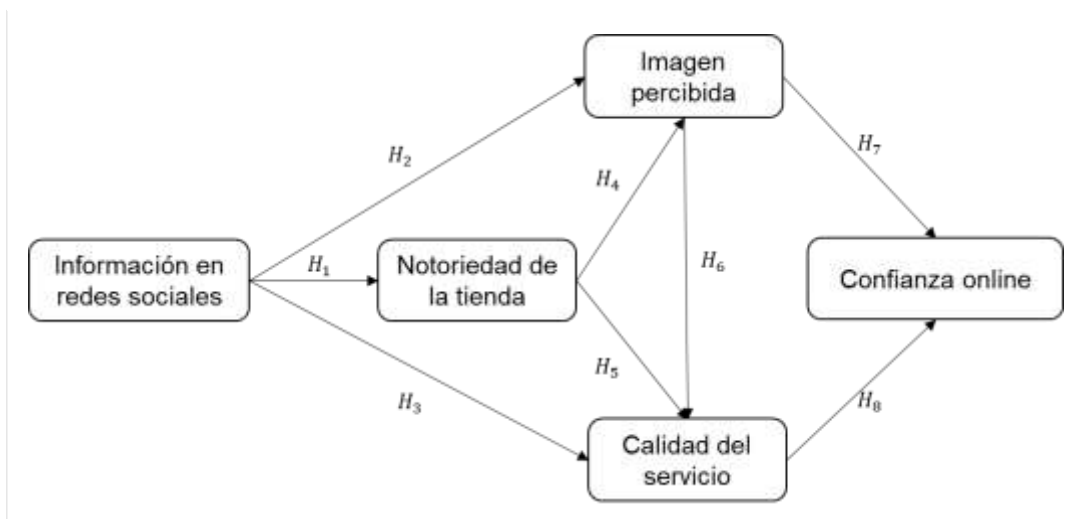 Imagen
percibida
H₂
H₇
H₄
Información en
redes sociales
H₁
Notoriedad de
la tienda
H₆
Confianza online
H₅
H₃
H₈
Calidad del
servicio